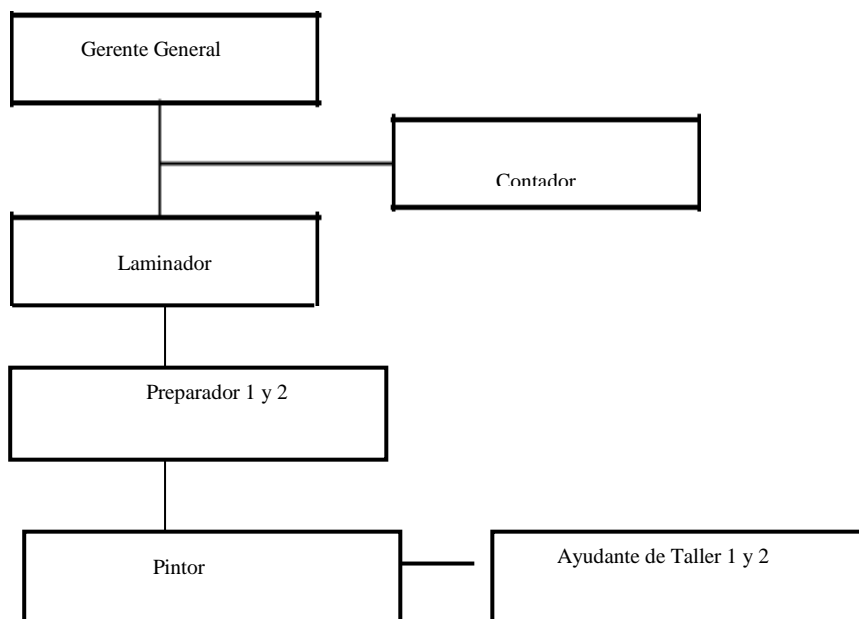 Gerente General
Contador
Laminador
Preparador 1 y 2
Pintor
Ayudante de Taller 1 y 2